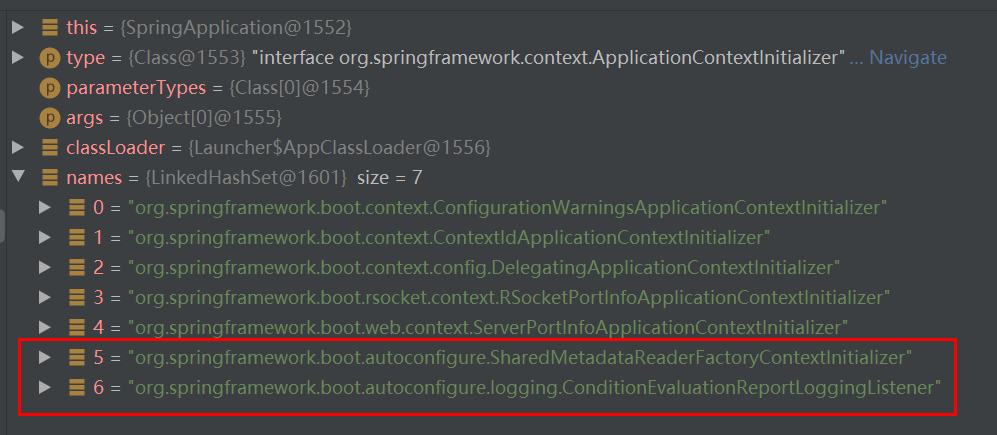 this = {SpringApplication@1552}
p type = {Class@1553} "interface org.springframework.context.ApplicationContextInitializer"... Navigate
p parameterTypes = {Class[0]@1554}
p args = {Object[0]@1555}
classLoader = {Launcher$AppClassLoader@1556}
names = {LinkedHashSet@1601} size = 7
0 = "org.springframework.boot.context.ConfigurationWarningsApplicationContextInitializer"
1 = "org.springframework.boot.context.ContextIdApplicationContextInitializer"
2 = "org.springframework.boot.context.config.DelegatingApplicationContextInitializer"
3 = "org.springframework.boot.rsocket.context.RSocketPortInfoApplicationContextInitializer"
4 = "org.springframework.boot.web.context.ServerPortInfoApplicationContextInitializer"
5 = "org.springframework.boot.autoconfigure.SharedMetadataReaderFactoryContextInitializer"
6 = "org.springframework.boot.autoconfigure.logging.ConditionEvaluationReportLoggingListener"